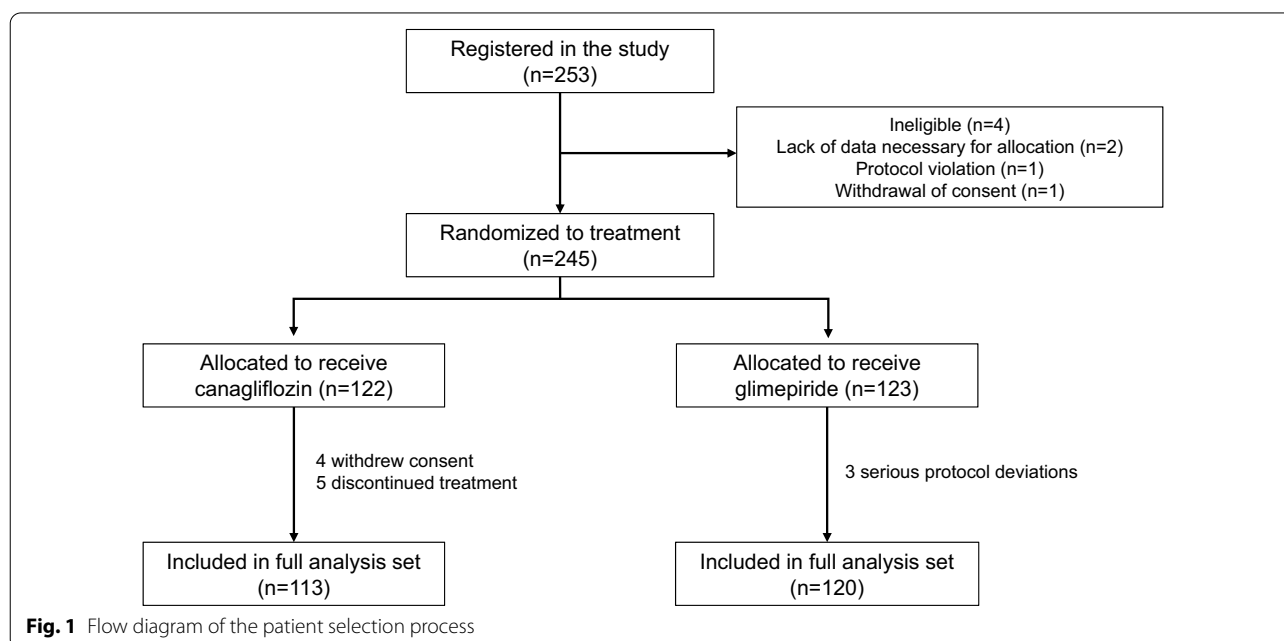 Registered in the study
(n=253)
Ineligible (n=4)
Lack of data necessary for allocation (n=2)
Protocol violation (n=1)
Withdrawal of consent (n=1)
Randomized to treatment
(n=245)
Allocated to receive
canagliflozin (n=122)
Allocated to receive
glimepiride (n=123)
4 withdrew consent
5 discontinued treatment
3 serious protocol deviations
Included in full analysis set
(n=113)
Included in full analysis set
(n=120)
Fig. 1 Flow diagram of the patient selection process